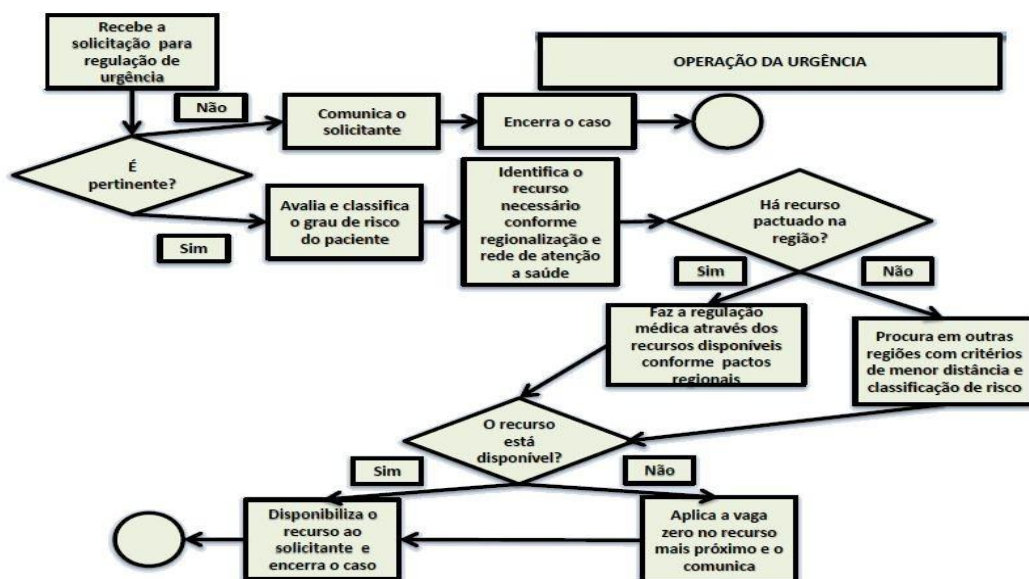 Recebe a
solicitação para
regulação de
urgência
OPERAÇÃO DA URGÊNCIA
Não
Comunica o
solicitante
Encerra o caso
É
pertinente?
Sim
Avalia e classifica
o grau de risco
do paciente
Identifica o
recurso
necessário
conforme
regionalização e
rede de atenção
a saúde
Há recurso
pactuado na
região?
Sim
Não
Faz a regulação
médica através dos
recursos disponíveis
conforme pactos
regionais
Procura em outras
regiões com critérios
de menor distância e
classificação de risco
O recurso
está
disponível?
Sim
Não
Disponibiliza o
recurso ao
solicitante e
encerra o caso
Aplica a vaga
zero no recurso
mais próximo e o
comunica